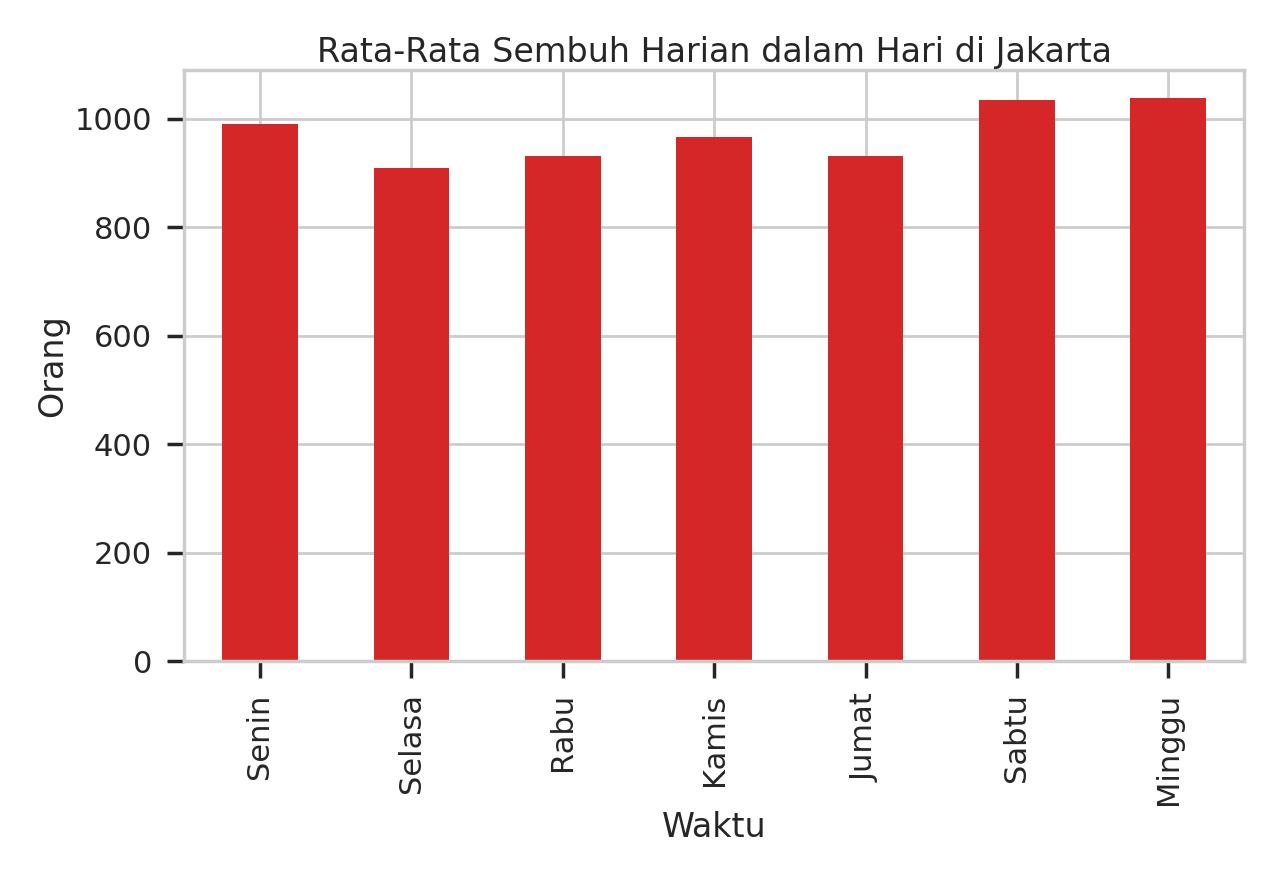 Rata-Rata Sembuh Harian dalam Hari di Jakarta
1000
800
600
400
200
0
Orang
Senin
Selasa
Rabu
Kamis
Jumat
Sabtu
Minggu
Waktu